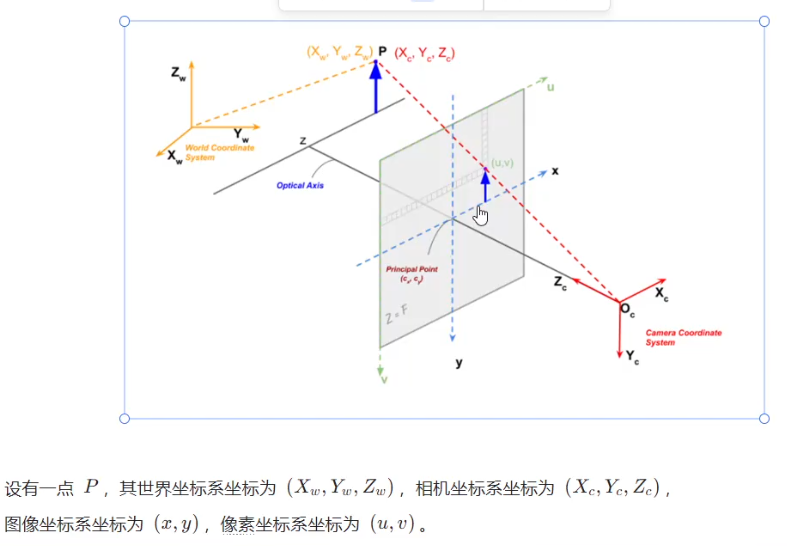 (X_w, Y_w, Z_w) P (X_c, Y_c, Z_c)
Z_w
Y_w
X_w
World Coordinate
System
z
Optical Axis
u
(u,v)
x
Principal Point
(c_x, c_y)
Z=F
Z_c
X_c
O_c
Camera Coordinate
System
Y_c
y
v
设有一点 P，其世界坐标系坐标为 (X_w, Y_w, Z_w)，相机坐标系坐标为 (X_c, Y_c, Z_c)，
图像坐标系坐标为 (x, y)，像素坐标系坐标为 (u, v)。